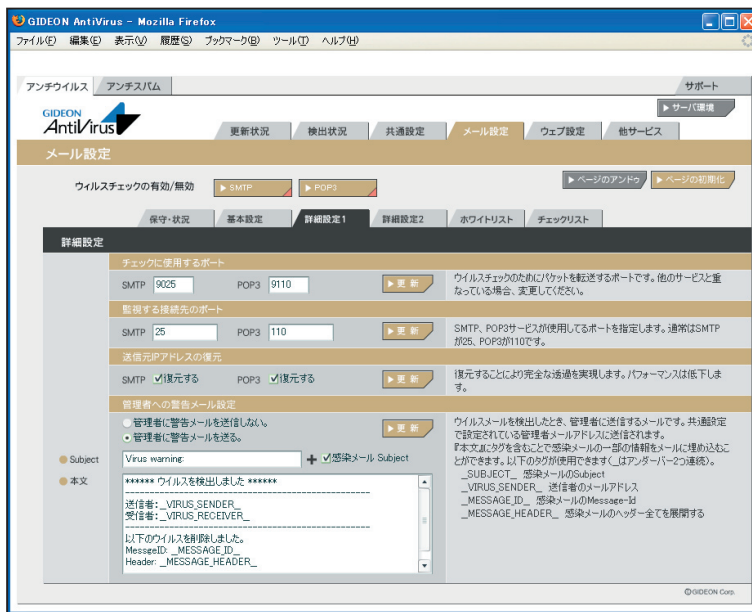 GIDEON AntiVirus - Mozilla Firefox
ファイル(F) 編集(E) 表示(V) 履歴(S) ブックマーク(B) ツール(T) ヘルプ(H)
アンチウイルス アンチスパム サポート
GIDEON
AntiVirus
▶サーバ環境
更新状況 検出状況 共通設定 メール設定 ウェブ設定 他サービス
メール設定
ウィルスチェックの有効/無効 ▶SMTP ▶POP3 ▶ページのアンドゥ ▶ページの初期化
保守・状況 基本設定 詳細設定1 詳細設定2 ホワイトリスト チェックリスト
詳細設定
チェックに使用するポート
SMTP 9025 POP3 9110 ▶更 新
ウイルスチェックのためにパケットを転送するポートです。他のサービスと重
なっている場合、変更してください。
監視する接続先のポート
SMTP 25 POP3 110 ▶更 新
SMTP、POP3サービスが使用してるポートを指定します。通常はSMTP
が25、POP3が110です。
送信元IPアドレスの復元
SMTP 復元する POP3 復元する ▶更 新
復元することにより完全な透過を実現します。パフォーマンスは低下しま
す。
管理者への警告メール設定
管理者に警告メールを送信しない。
管理者に警告メールを送る。
▶更 新
Subject Virus warning: + 感染メール Subject
本文
****** ウイルスを検出しました ******
----------------------------------------------------
送信者:__VIRUS_SENDER__
受信者:__VIRUS_RECEIVER__
----------------------------------------------------
以下のウイルスを削除しました。
MessgeID: __MESSAGE_ID__
Header: __MESSAGE_HEADER__
ウイルスメールを検出したとき、管理者に送信するメールです。共通設定
で設定されている管理者メールアドレスに送信されます。
『本文』にタグを含むことで感染メールの一部の情報をメールに埋め込むこ
とができます。以下のタグが使用できます(_はアンダーバー2つ連続)。
__SUBJECT__ 感染メールのSubject
__VIRUS_SENDER__ 送信者のメールアドレス
__MESSAGE_ID__ 感染メールのMessage-Id
__MESSAGE_HEADER__ 感染メールのヘッダー全てを展開する
©GIDEON Corp.